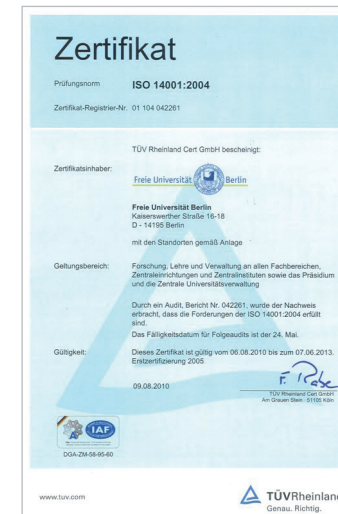 Zertifikat
Prüfungsnorm ISO 14001:2004
Zertifikat-Registrier-Nr. 01 104 042261
TÜV Rheinland Cert GmbH bescheinigt:
Zertifikatsinhaber:
Freie Universität Berlin
Freie Universität Berlin
Kaiserswerther Straße 16-18
D - 14195 Berlin
mit den Standorten gemäß Anlage
Geltungsbereich: Forschung, Lehre und Verwaltung an allen Fachbereichen,
Zentraleinrichtungen und Zentralinstituten sowie das Präsidium
und die Zentrale Universitätsverwaltung
Durch ein Audit, Bericht Nr. 042261, wurde der Nachweis
erbracht, dass die Forderungen der ISO 14001:2004 erfüllt
sind.
Das Fälligkeitsdatum für Folgeaudits ist der 24. Mai.
Gültigkeit: Dieses Zertifikat ist gültig vom 06.08.2010 bis zum 07.06.2013.
Erstzertifizierung 2005
F. Rabe
09.08.2010
TÜV Rheinland Cert GmbH
Am Grauen Stein · 51105 Köln
IAF
DGA-ZM-58-95-60
www.tuv.com
TÜVRheinland
Genau. Richtig.